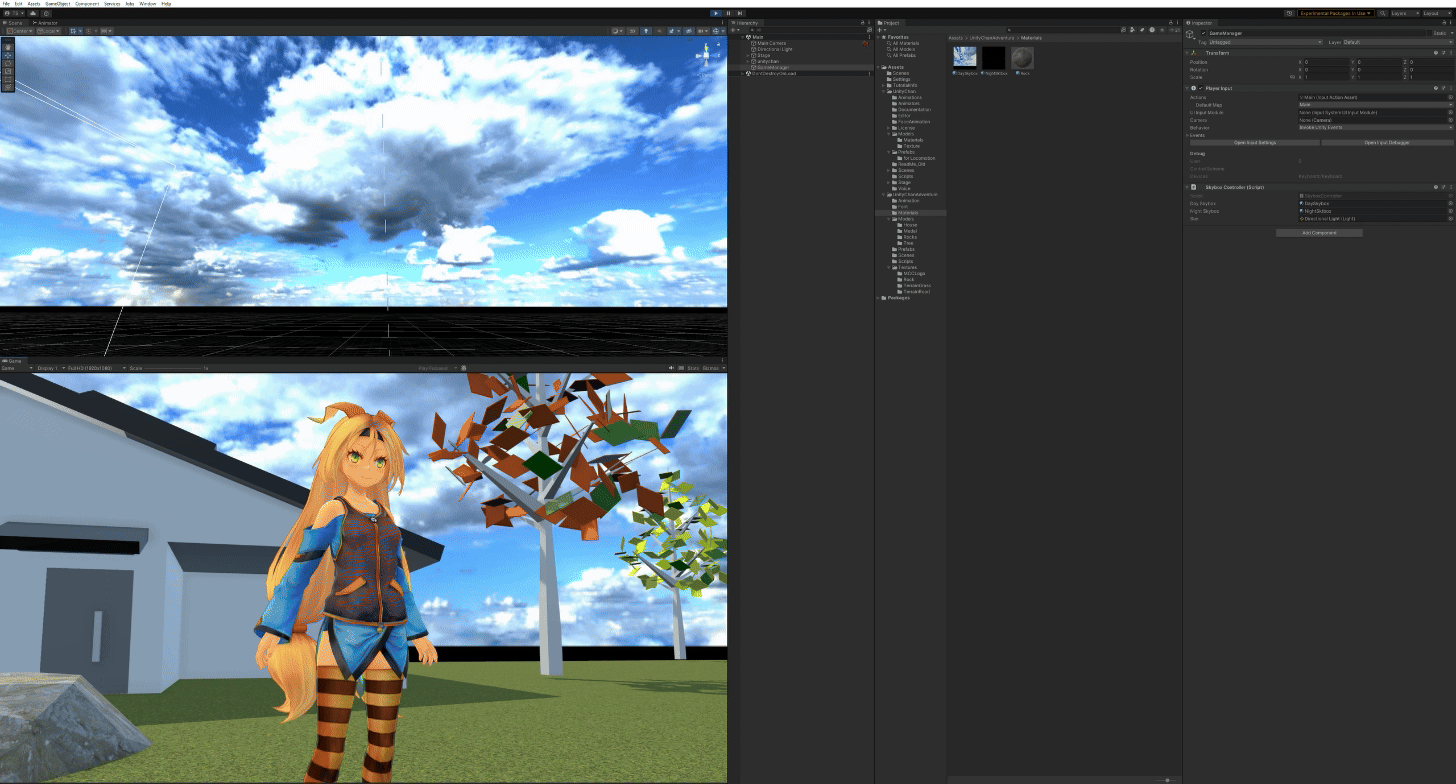 File Edit Assets GameObject Component Services Jobs Window Help
Experimental Packages In Use
Layers
Layout
Scene
Animator
Center
Local
2D
Game
Game
Display 1
Full HD (1920x1080)
Scale
1x
Play Focused
Stats
Gizmos
Hierarchy
All
Main
Main Camera
Directional Light
Stage
unitychan
GameManager
DontDestroyOnLoad
Project
Favorites
All Materials
All Models
All Prefabs
Assets
Scenes
Settings
TutorialInfo
UnityChan
Animations
Animators
Documentation
Editor
FaceAnimation
License
Models
Materials
Texture
Prefabs
for Locomotion
ReadMe_Old
Scenes
Scripts
Stage
Voice
UnityChanAdventure
Animation
Font
Materials
Models
House
Model
Rocks
Tree
Prefabs
Scenes
Scripts
Textures
MCCLogo
Rock
TerrainGrass
TerrainRoad
Packages
Assets > UnityChanAdventure > Materials
DaySkybox
NightSkybox
Rock
Inspector
GameManager
Static
Tag Untagged
Layer Default
Transform
Position X 0 Y 0 Z 0
Rotation X 0 Y 0 Z 0
Scale X 1 Y 1 Z 1
Player Input
Actions Main (Input Action Asset)
Default Map Main
UI Input Module None (Input System UI Input Module)
Camera None (Camera)
Behavior Invoke Unity Events
Events
Open Input Settings
Open Input Debugger
Debug
User
Control Scheme
Devices
Skybox Controller (Script)
Script
Day Skybox DaySkybox
Night Skybox NightSkybox
Sun Directional Light (Light)
Add Component